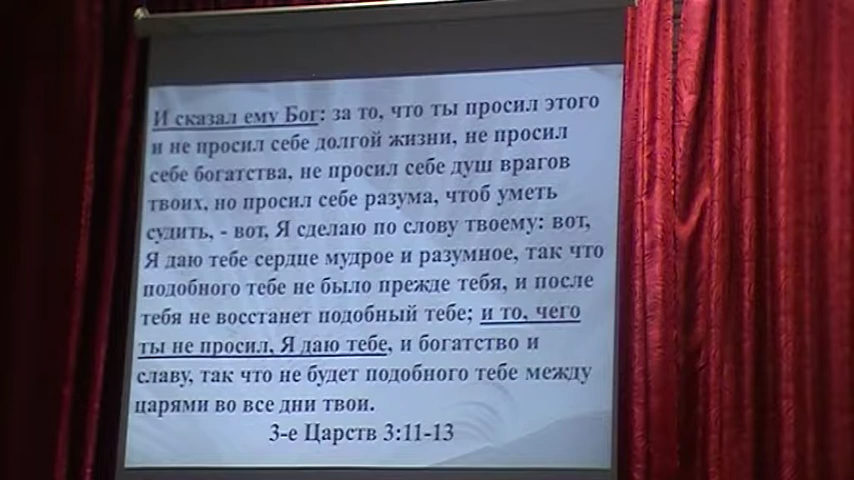 И сказал ему Бог: за то, что ты просил этого
и не просил себе долгой жизни, не просил
себе богатства, не просил себе душ врагов
твоих, но просил себе разума, чтоб уметь
судить, - вот, Я сделаю по слову твоему: вот,
Я даю тебе сердце мудрое и разумное, так что
подобного тебе не было прежде тебя, и после
тебя не восстанет подобный тебе; и то, чего
ты не просил, Я даю тебе, и богатство и
славу, так что не будет подобного тебе между
царями во все дни твои.
3-е Царств 3:11-13